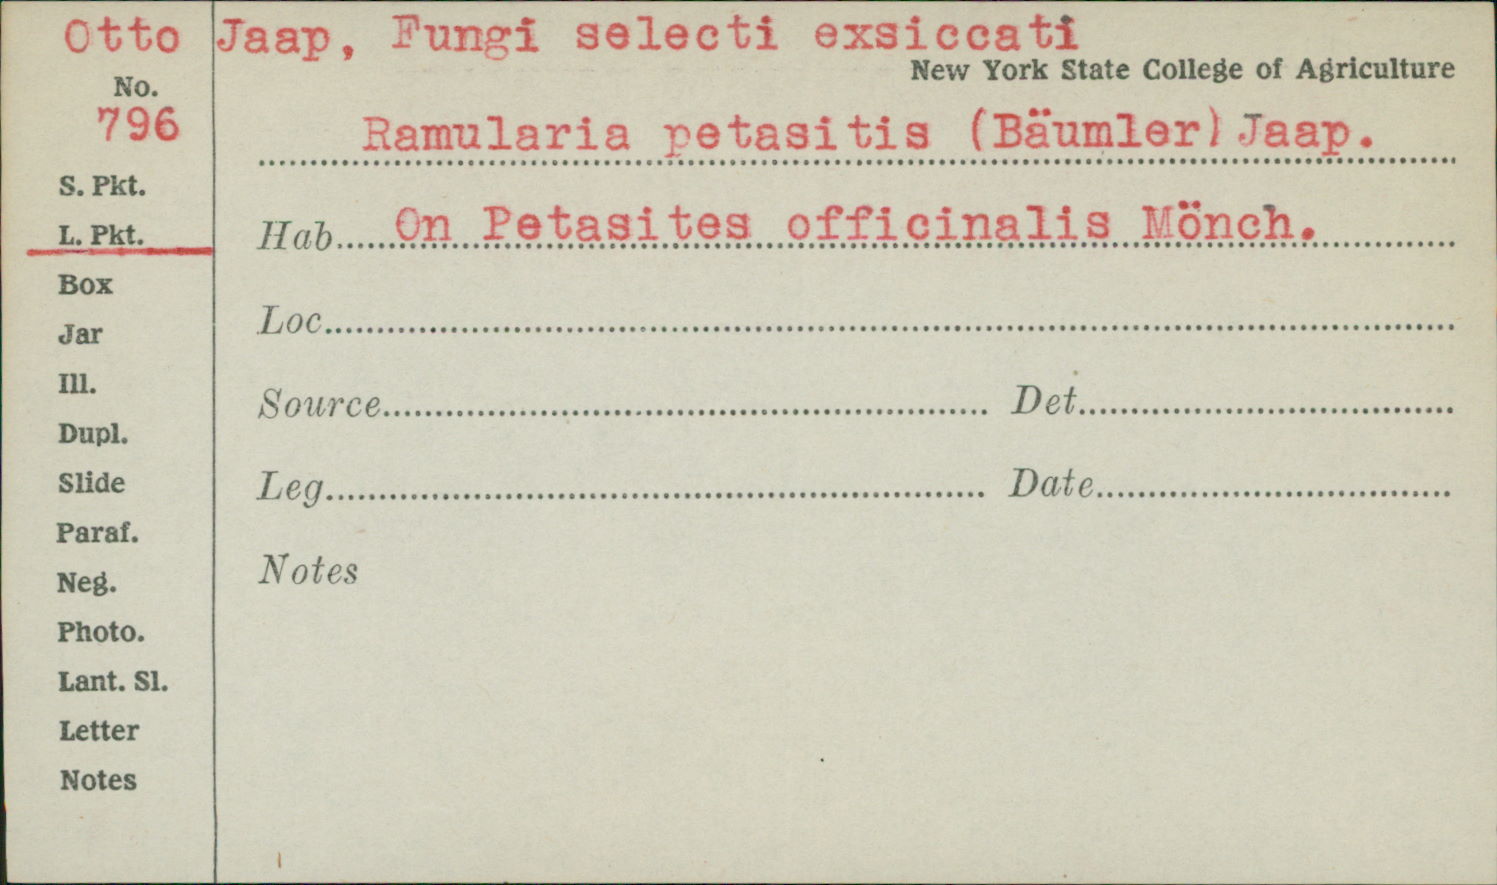 Otto Jaap, Fungi selecti exsiccati
New York State College of Agriculture
No.
796
Ramularia petasitis (Bäumler) Jaap.
S. Pkt.
L. Pkt.
Hab. On Petasites officinalis Mönch.
Box
Loc.
Jar
Ill.
Source Det.
Dupl.
Slide
Leg. Date
Paraf.
Notes
Neg.
Photo.
Lant. Sl.
Letter
Notes